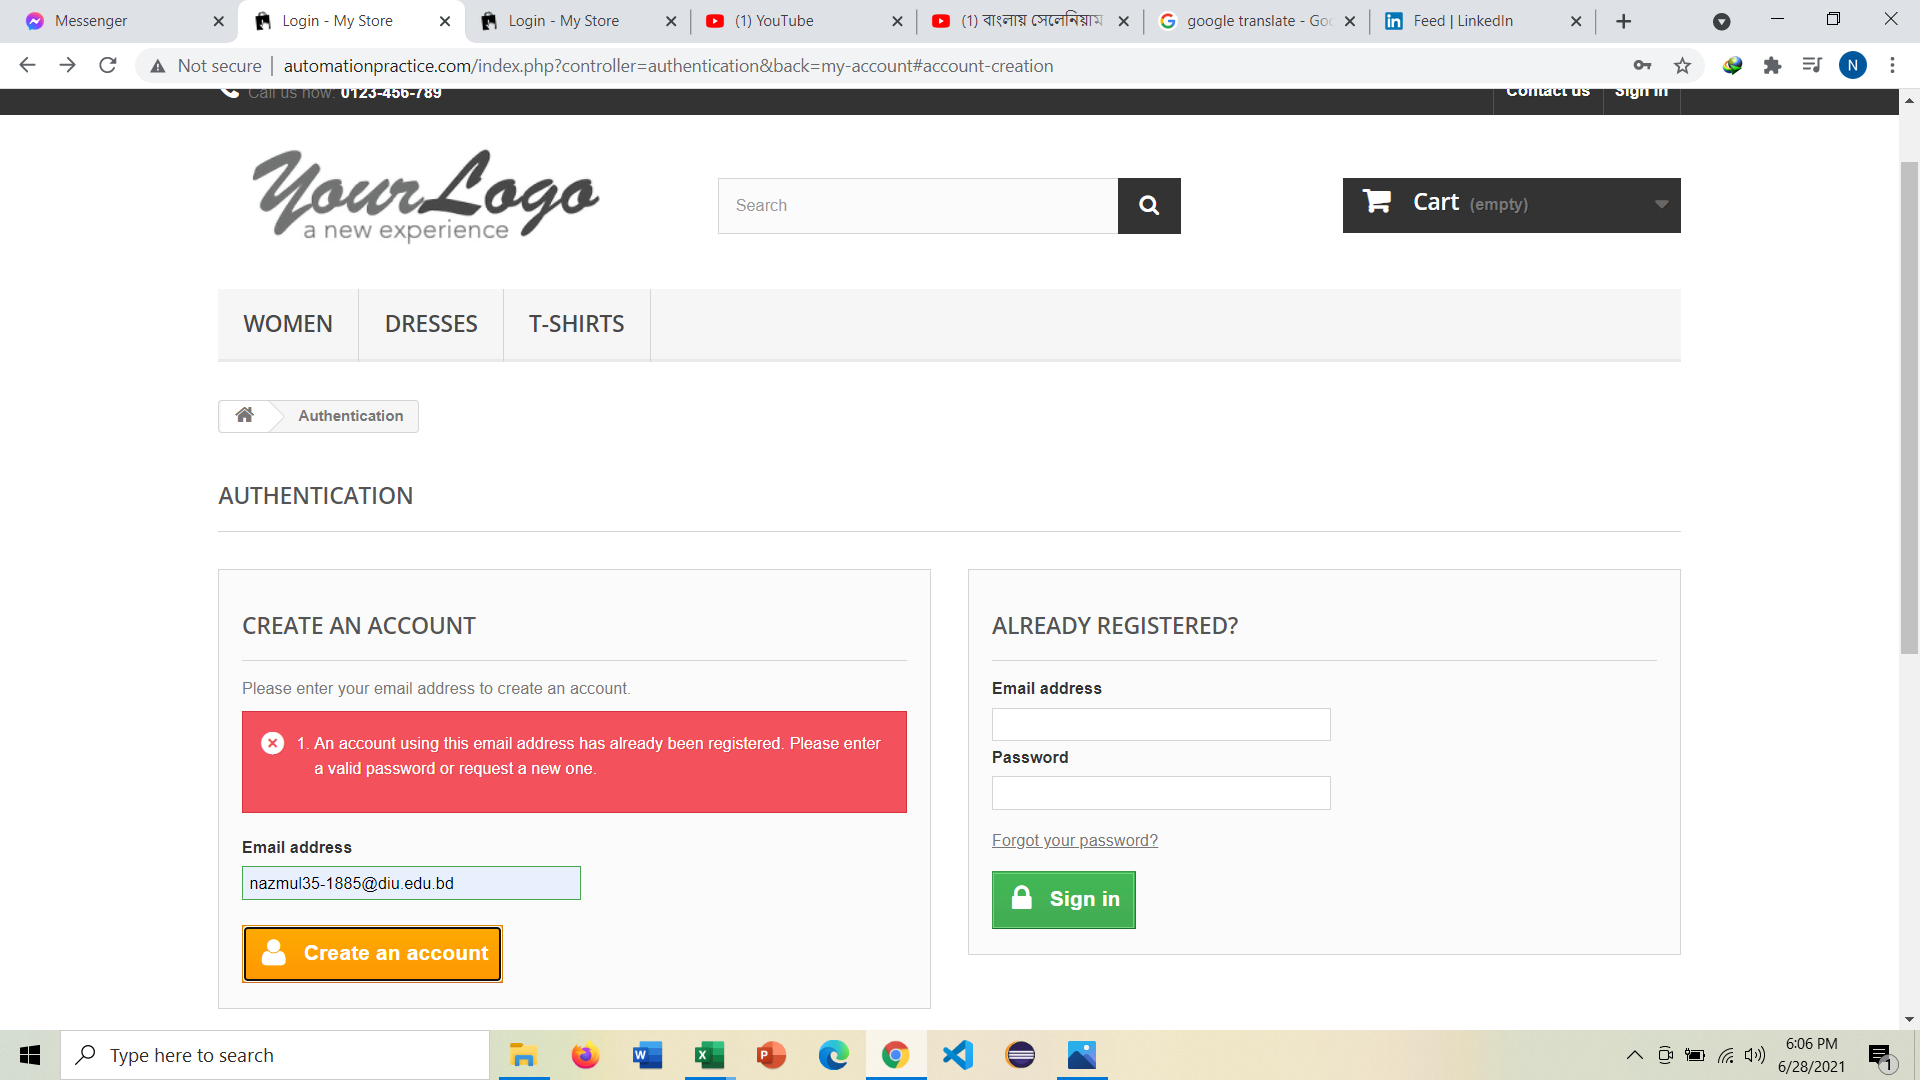 Messenger
Login - My Store
Login - My Store
(1) YouTube
(1) বাংলায় সেলেনিয়াম
google translate - Goo
Feed | LinkedIn
Not secure
automationpractice.com/index.php?controller=authentication&back=my-account#account-creation
N
Call us now: 0123-456-789
Contact us
Sign in
YourLogo
a new experience
Search
Cart (empty)
WOMEN
DRESSES
T-SHIRTS
Authentication
AUTHENTICATION
CREATE AN ACCOUNT
Please enter your email address to create an account.
1. An account using this email address has already been registered. Please enter
a valid password or request a new one.
Email address
nazmul35-1885@diu.edu.bd
Create an account
ALREADY REGISTERED?
Email address
Password
Forgot your password?
Sign in
Type here to search
6:06 PM
6/28/2021
1